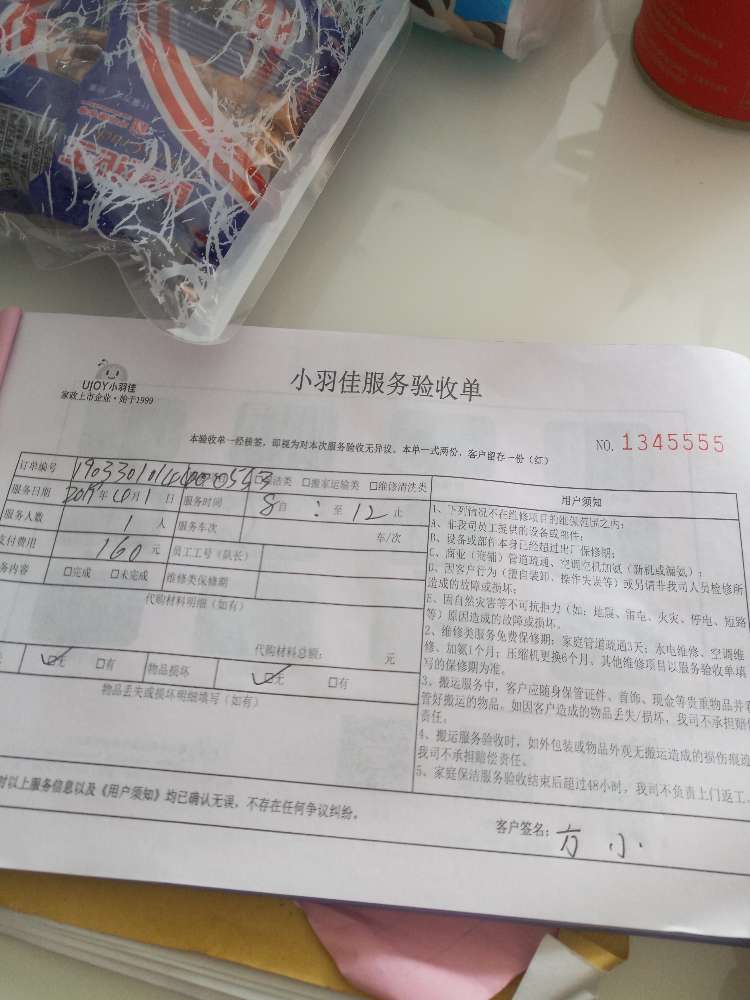 UJOY小羽佳
家政上市企业·始于1999
小羽佳服务验收单
本验收单一经接签，即视为对本次服务验收无异议。本单一式两份，客户留存一份（红）
NO. 1345555
订单编号
洁类 □搬家运输类 □维修清洗类
服务日期 2019年 月1日 服务时间 8自 : 至12止
服务人数 1人 服务车次 车/次
支付费用 160元 员工工号（队长）
务内容 □完成 □未完成 维修类保修期
代购材料明细（如有）
代购材料总额： 元
☑无 □有 物品损坏 ☑无 □有
物品丢失或损坏明细填写（如有）
用户须知
1、下列情况不在维修项目的维保范围之内：
A、非我司员工提供的设备或部件；
B、设备或部件本身已经超过出厂保修期；
C、商业（商铺）管道疏通、空调空机加氨（新机或漏氨）；
D、因客户行为（擅自装卸、操作失误等）或另请非我司人员检修所
造成的故障或损坏；
E、因自然灾害等不可抗拒力（如：地震、雷电、火灾、停电、短路
等）原因造成的故障或损坏.
2、维修类服务免费保修期：家庭管道疏通3天；水电维修、空调维
修、加氨1个月；压缩机更换6个月。其他维修项目以服务验收单填
写的保修期为准。
3、搬运服务中，客户应随身保管证件、首饰、现金等贵重物品并看
管好搬运的物品，如因客户造成的物品丢失/损坏，我司不承担赔偿
责任。
4、搬运服务验收时，如外包装或物品外观无搬运造成的损伤痕迹
我司不承担赔偿责任。
5、家庭保洁服务验收结束后超过48小时，我司不负责上门返工。
对以上服务信息以及《用户须知》均已确认无误，不存在任何争议纠纷。
客户签名：方小